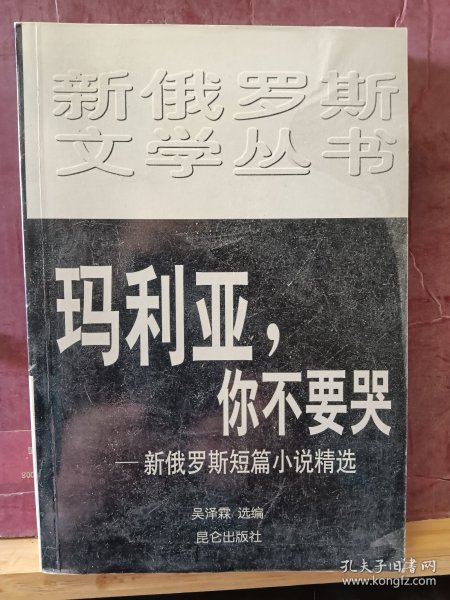 新俄罗斯
文学丛书
玛利亚，
你不要哭
—新俄罗斯短篇小说精选
吴泽霖 选编
昆仑出版社
孔夫子旧书网
www.kongfz.com